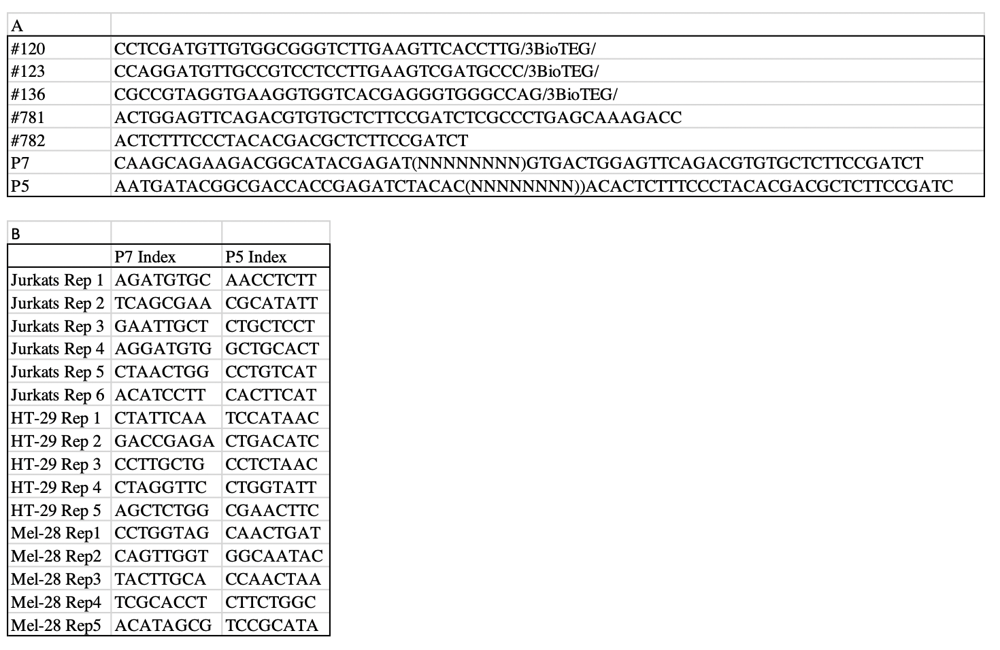 A
#120 CCTCGATGTTGTGGCGGGTCTTGAAGTTCACCTTG/3BioTEG/
#123 CCAGGATGTTGCCGTCCTCCTTGAAGTCGATGCCC/3BioTEG/
#136 CGCCGTAGGTGAAGGTGGTCACGAGGGTGGGCCAG/3BioTEG/
#781 ACTGGAGTTCAGACGTGTGCTCTTCCGATCTCGCCCTGAGCAAAGACC
#782 ACTCTTTCCCTACACGACGCTCTTCCGATCT
P7 CAAGCAGAAGACGGCATACGAGAT(NNNNNNNN)GTGACTGGAGTTCAGACGTGTGCTCTTCCGATCT
P5 AATGATACGGCGACCACCGAGATCTACAC(NNNNNNNN))ACACTCTTTCCCTACACGACGCTCTTCCGATC
B
P7 Index P5 Index
Jurkats Rep 1 AGATGTGC AACCTCTT
Jurkats Rep 2 TCAGCGAA CGCATATT
Jurkats Rep 3 GAATTGCT CTGCTCCT
Jurkats Rep 4 AGGATGTG GCTGCACT
Jurkats Rep 5 CTAACTGG CCTGTCAT
Jurkats Rep 6 ACATCCTT CACTTCAT
HT-29 Rep 1 CTATTCAA TCCATAAC
HT-29 Rep 2 GACCGAGA CTGACATC
HT-29 Rep 3 CCTTGCTG CCTCTAAC
HT-29 Rep 4 CTAGGTTC CTGGTATT
HT-29 Rep 5 AGCTCTGG CGAACTTC
Mel-28 Rep1 CCTGGTAG CAACTGAT
Mel-28 Rep2 CAGTTGGT GGCAATAC
Mel-28 Rep3 TACTTGCA CCAACTAA
Mel-28 Rep4 TCGCACCT CTTCTGGC
Mel-28 Rep5 ACATAGCG TCCGCATA